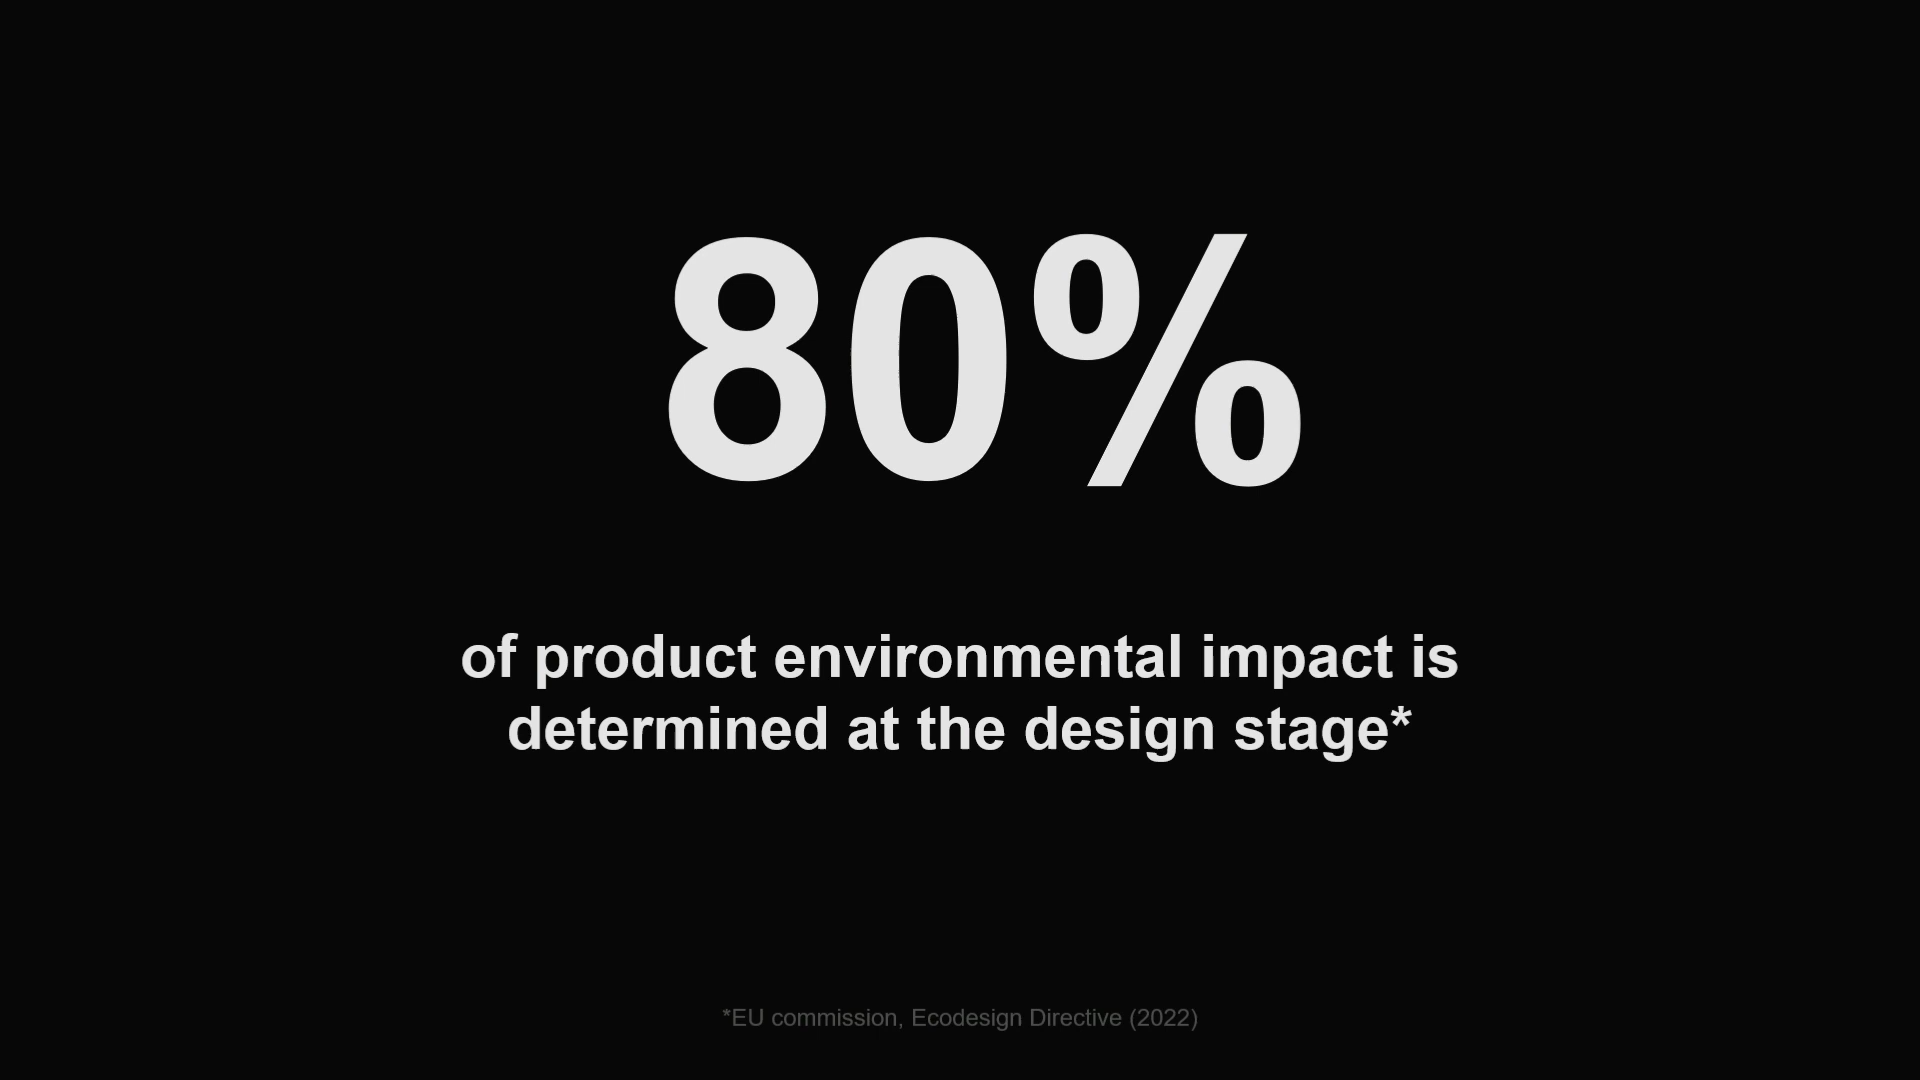 80%
of product environmental impact is
determined at the design stage*
*EU commission, Ecodesign Directive (2022)